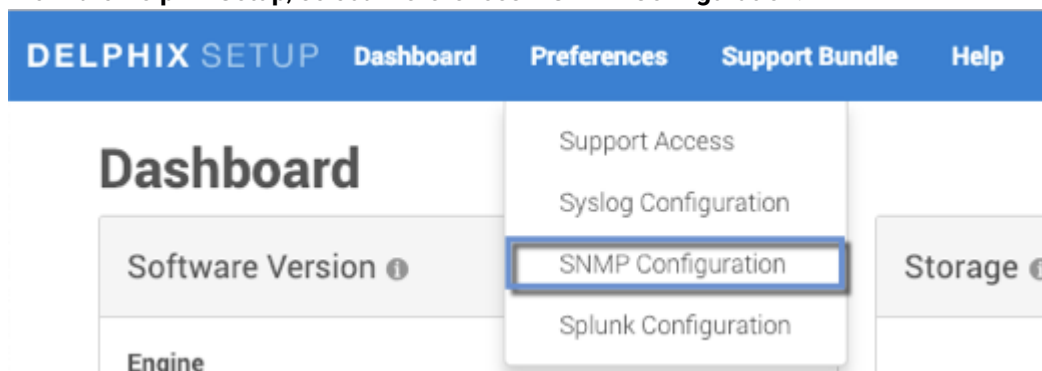 DELPHIX SETUP Dashboard Preferences Support Bundle Help
Support Access
Dashboard
Syslog Configuration
Software Version
SNMP Configuration
Storage
Splunk Configuration
Engine